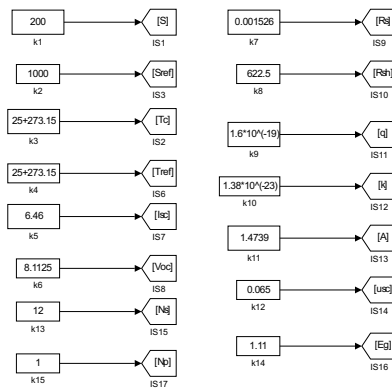 200 [S]
k1 IS1
1000 [Sref]
k2 IS3
25+273.15 [Tc]
k3 IS2
25+273.15 [Tref]
k4 IS6
6.46 [Isc]
k5 IS7
8.1125 [Voc]
k6 IS8
12 [Ns]
k13 IS15
1 [Np]
k15 IS17
0.001526 [Rs]
k7 IS9
622.5 [Rsh]
k8 IS10
1.6*10^(-19) [q]
k9 IS11
1.38*10^(-23) [k]
k10 IS12
1.4739 [A]
k11 IS13
0.065 [usc]
k12 IS14
1.11 [Eg]
k14 IS16